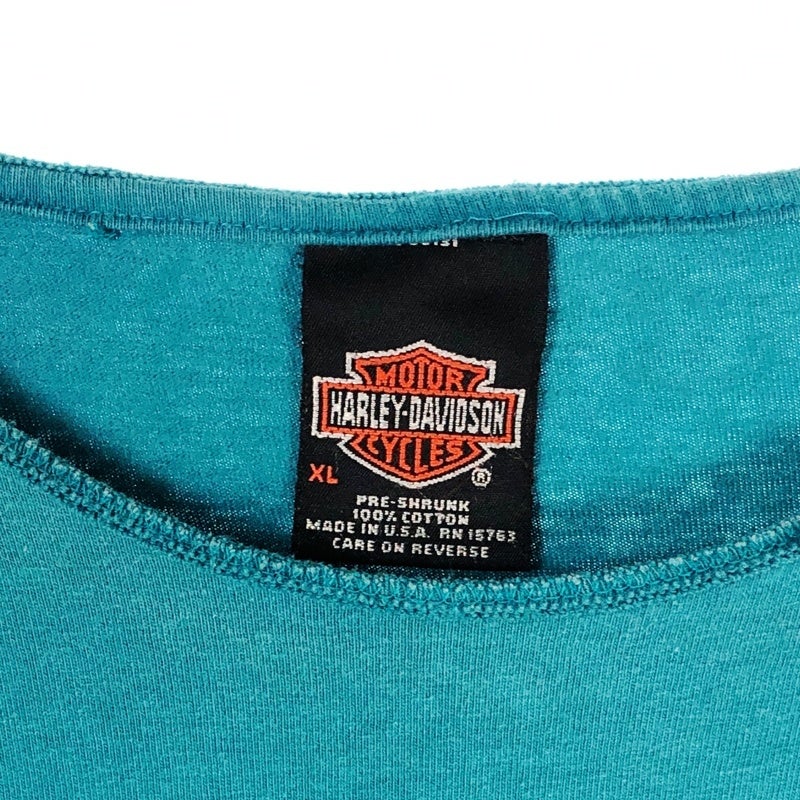 MOTOR
HARLEY-DAVIDSON
CYCLES
®
XL
PRE-SHRUNK
100% COTTON
MADE IN U.S.A. RN 15763
CARE ON REVERSE